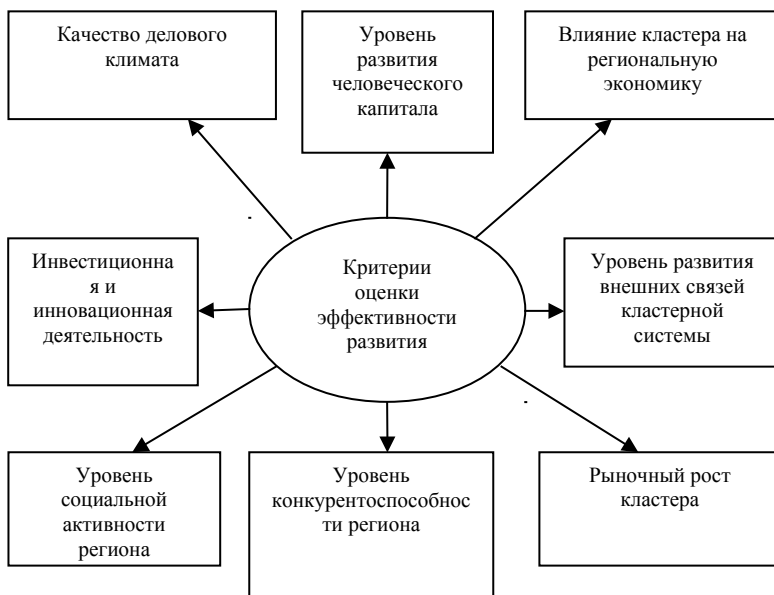 Качество делового
климата
Уровень
развития
человеческого
капитала
Влияние кластера на
региональную
экономику
Инвестиционна
я и
инновационная
деятельность
Критерии
оценки
эффективности
развития
Уровень развития
внешних связей
кластерной
системы
Уровень
социальной
активности
региона
Уровень
конкурентоспособнос
ти региона
Рыночный рост
кластера